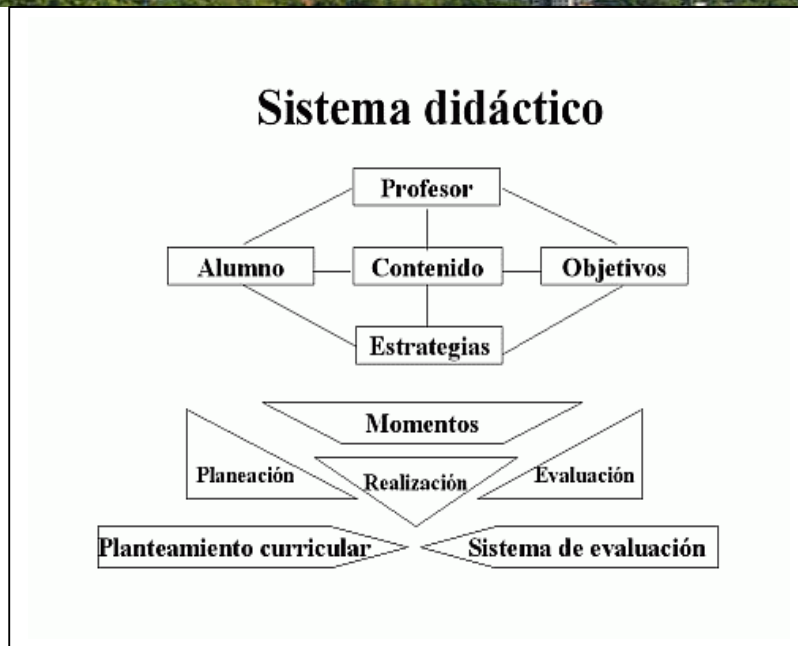 Sistema didáctico
Profesor
Alumno
Contenido
Objetivos
Estrategias
Momentos
Planeación
Realización
Evaluación
Planteamiento curricular
Sistema de evaluación